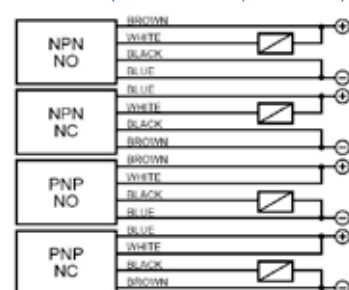 BROWN
NPN
NO
WHITE
BLACK
BLUE
+
-
BLUE
NPN
NC
WHITE
BLACK
BROWN
+
-
BROWN
PNP
NO
WHITE
BLACK
BLUE
+
-
BLUE
PNP
NC
WHITE
BLACK
BROWN
+
-